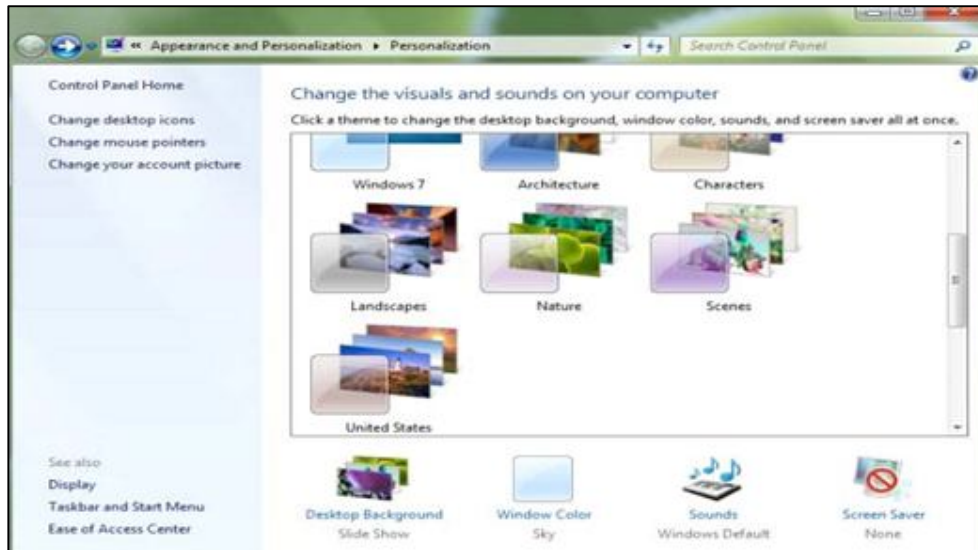 « Appearance and Personalization ▸ Personalization
Search Control Panel
Control Panel Home
Change desktop icons
Change mouse pointers
Change your account picture
Change the visuals and sounds on your computer
Click a theme to change the desktop background, window color, sounds, and screen saver all at once.
Windows 7
Architecture
Characters
Landscapes
Nature
Scenes
United States
See also
Display
Taskbar and Start Menu
Ease of Access Center
Desktop Background
Slide Show
Window Color
Sky
Sounds
Windows Default
Screen Saver
None